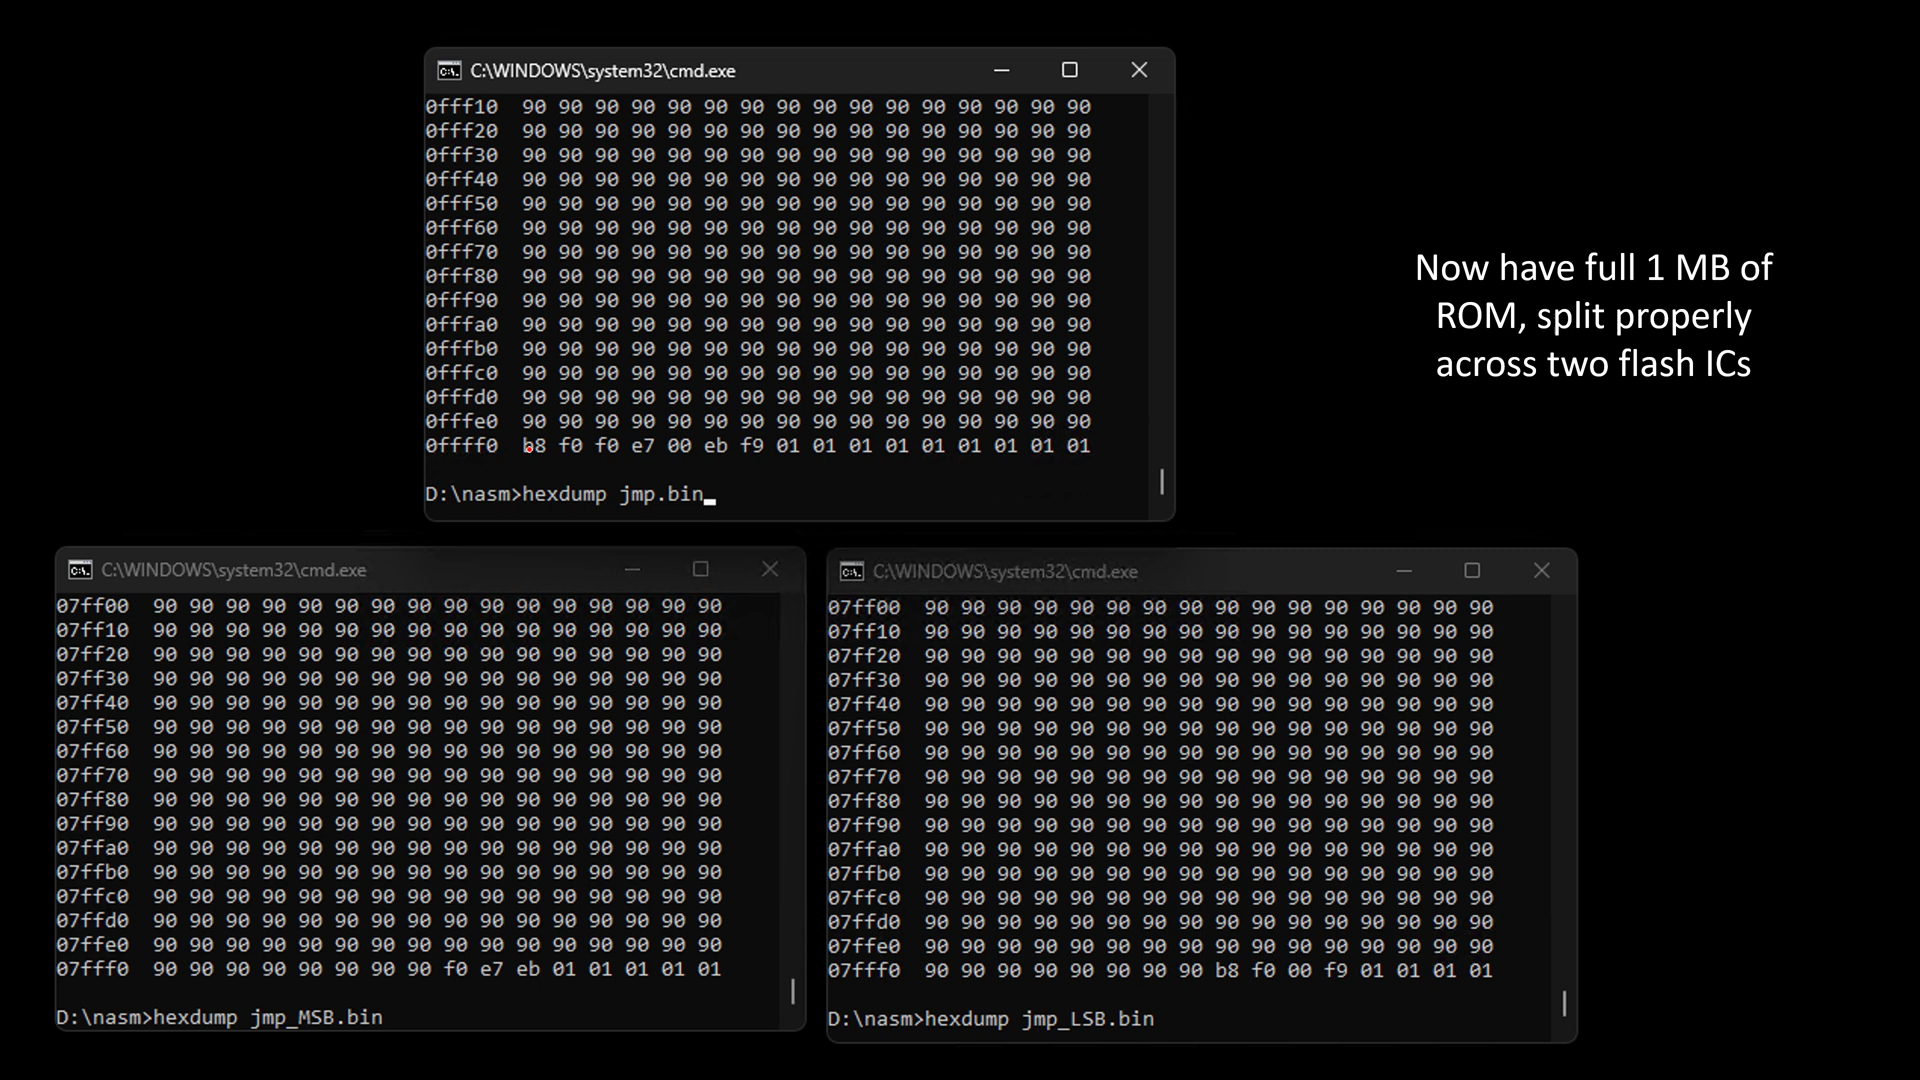 C:\WINDOWS\system32\cmd.exe
0fff10 90 90 90 90 90 90 90 90 90 90 90 90 90 90 90 90
0fff20 90 90 90 90 90 90 90 90 90 90 90 90 90 90 90 90
0fff30 90 90 90 90 90 90 90 90 90 90 90 90 90 90 90 90
0fff40 90 90 90 90 90 90 90 90 90 90 90 90 90 90 90 90
0fff50 90 90 90 90 90 90 90 90 90 90 90 90 90 90 90 90
0fff60 90 90 90 90 90 90 90 90 90 90 90 90 90 90 90 90
0fff70 90 90 90 90 90 90 90 90 90 90 90 90 90 90 90 90
0fff80 90 90 90 90 90 90 90 90 90 90 90 90 90 90 90 90
0fff90 90 90 90 90 90 90 90 90 90 90 90 90 90 90 90 90
0fffa0 90 90 90 90 90 90 90 90 90 90 90 90 90 90 90 90
0fffb0 90 90 90 90 90 90 90 90 90 90 90 90 90 90 90 90
0fffc0 90 90 90 90 90 90 90 90 90 90 90 90 90 90 90 90
0fffd0 90 90 90 90 90 90 90 90 90 90 90 90 90 90 90 90
0fffe0 90 90 90 90 90 90 90 90 90 90 90 90 90 90 90 90
0ffff0 b8 f0 f0 e7 00 eb f9 01 01 01 01 01 01 01 01 01
D:\nasm>hexdump jmp.bin
Now have full 1 MB of
ROM, split properly
across two flash ICs
C:\WINDOWS\system32\cmd.exe
07ff00 90 90 90 90 90 90 90 90 90 90 90 90 90 90 90 90
07ff10 90 90 90 90 90 90 90 90 90 90 90 90 90 90 90 90
07ff20 90 90 90 90 90 90 90 90 90 90 90 90 90 90 90 90
07ff30 90 90 90 90 90 90 90 90 90 90 90 90 90 90 90 90
07ff40 90 90 90 90 90 90 90 90 90 90 90 90 90 90 90 90
07ff50 90 90 90 90 90 90 90 90 90 90 90 90 90 90 90 90
07ff60 90 90 90 90 90 90 90 90 90 90 90 90 90 90 90 90
07ff70 90 90 90 90 90 90 90 90 90 90 90 90 90 90 90 90
07ff80 90 90 90 90 90 90 90 90 90 90 90 90 90 90 90 90
07ff90 90 90 90 90 90 90 90 90 90 90 90 90 90 90 90 90
07ffa0 90 90 90 90 90 90 90 90 90 90 90 90 90 90 90 90
07ffb0 90 90 90 90 90 90 90 90 90 90 90 90 90 90 90 90
07ffc0 90 90 90 90 90 90 90 90 90 90 90 90 90 90 90 90
07ffd0 90 90 90 90 90 90 90 90 90 90 90 90 90 90 90 90
07ffe0 90 90 90 90 90 90 90 90 90 90 90 90 90 90 90 90
07fff0 90 90 90 90 90 90 90 90 f0 e7 eb 01 01 01 01 01
D:\nasm>hexdump jmp_MSB.bin
C:\WINDOWS\system32\cmd.exe
07ff00 90 90 90 90 90 90 90 90 90 90 90 90 90 90 90 90
07ff10 90 90 90 90 90 90 90 90 90 90 90 90 90 90 90 90
07ff20 90 90 90 90 90 90 90 90 90 90 90 90 90 90 90 90
07ff30 90 90 90 90 90 90 90 90 90 90 90 90 90 90 90 90
07ff40 90 90 90 90 90 90 90 90 90 90 90 90 90 90 90 90
07ff50 90 90 90 90 90 90 90 90 90 90 90 90 90 90 90 90
07ff60 90 90 90 90 90 90 90 90 90 90 90 90 90 90 90 90
07ff70 90 90 90 90 90 90 90 90 90 90 90 90 90 90 90 90
07ff80 90 90 90 90 90 90 90 90 90 90 90 90 90 90 90 90
07ff90 90 90 90 90 90 90 90 90 90 90 90 90 90 90 90 90
07ffa0 90 90 90 90 90 90 90 90 90 90 90 90 90 90 90 90
07ffb0 90 90 90 90 90 90 90 90 90 90 90 90 90 90 90 90
07ffc0 90 90 90 90 90 90 90 90 90 90 90 90 90 90 90 90
07ffd0 90 90 90 90 90 90 90 90 90 90 90 90 90 90 90 90
07ffe0 90 90 90 90 90 90 90 90 90 90 90 90 90 90 90 90
07fff0 90 90 90 90 90 90 90 90 b8 f0 00 f9 01 01 01 01
D:\nasm>hexdump jmp_LSB.bin